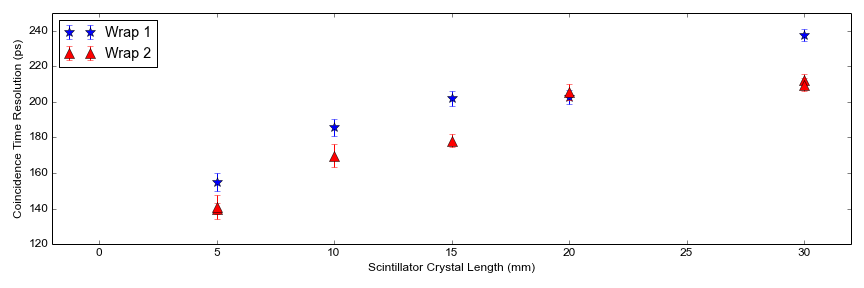 240
220
200
180
160
140
120
Coincidence Time Resolution (ps)
Wrap 1
Wrap 2
0 5 10 15 20 25 30
Scintillator Crystal Length (mm)